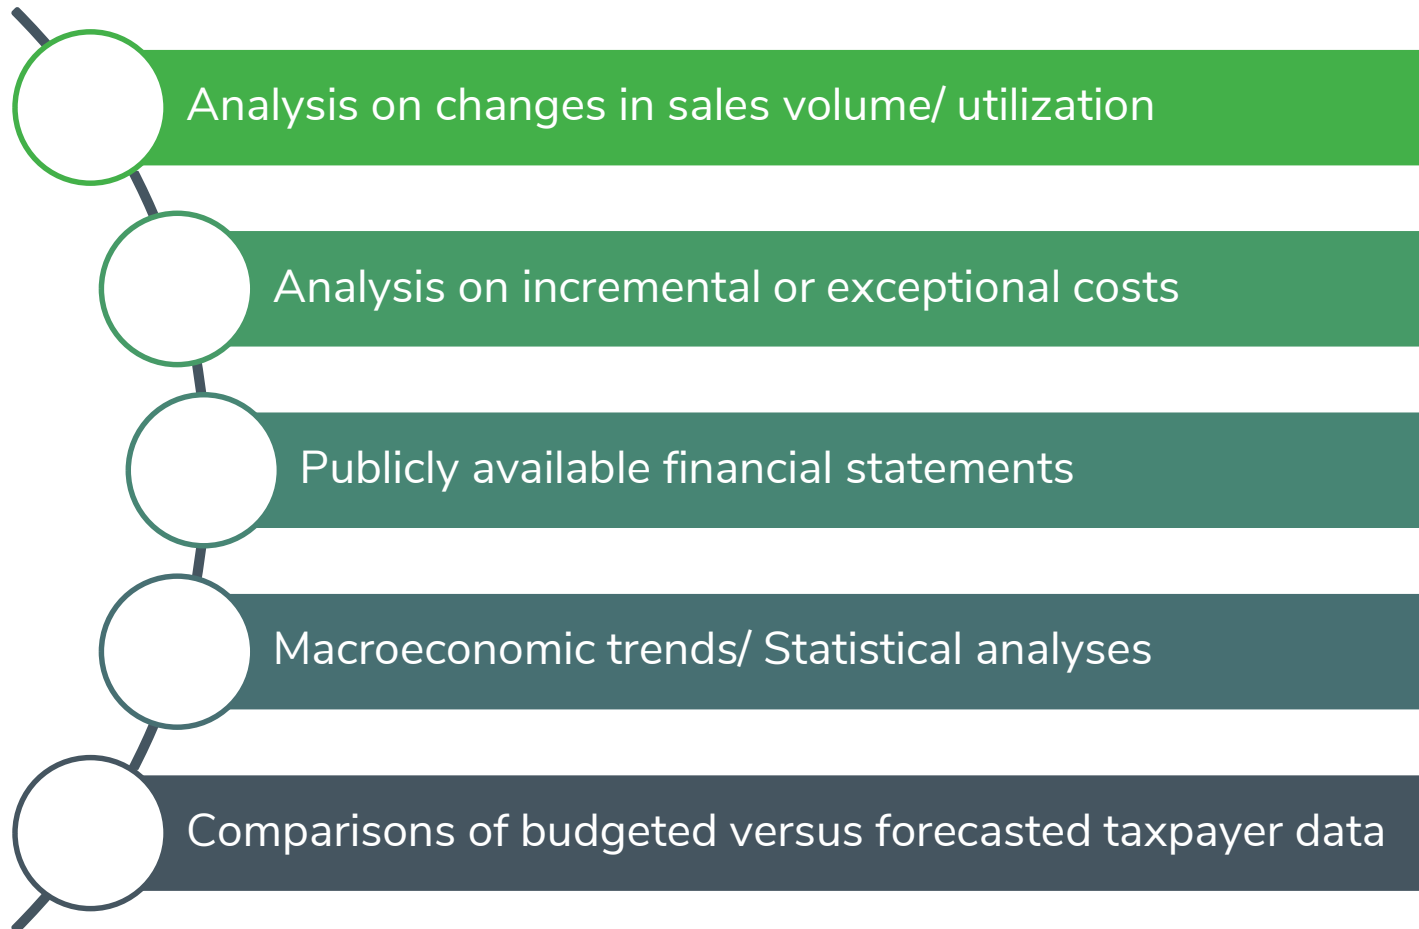 Analysis on changes in sales volume/ utilization
Analysis on incremental or exceptional costs
Publicly available financial statements
Macroeconomic trends/ Statistical analyses
Comparisons of budgeted versus forecasted taxpayer data